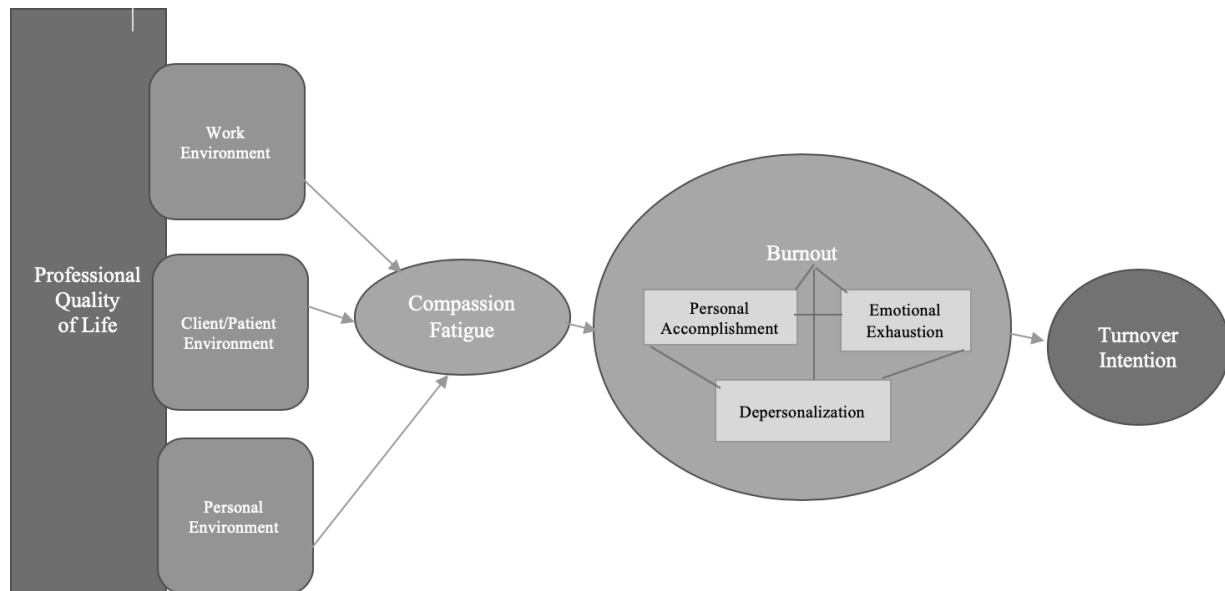 Professional
Quality
of Life
Work
Environment
Client/Patient
Environment
Personal
Environment
Compassion
Fatigue
Burnout
Personal
Accomplishment
Emotional
Exhaustion
Depersonalization
Turnover
Intention